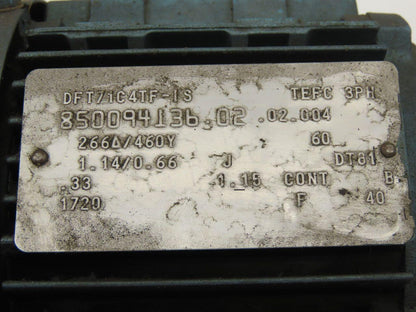 DFT71C4TF-IS TEFC 3PH
850094136.02 .02.004
266Δ/460Y 60
1.14/0.66 J DT81
.33 1.15 CONT B
1720 F 40